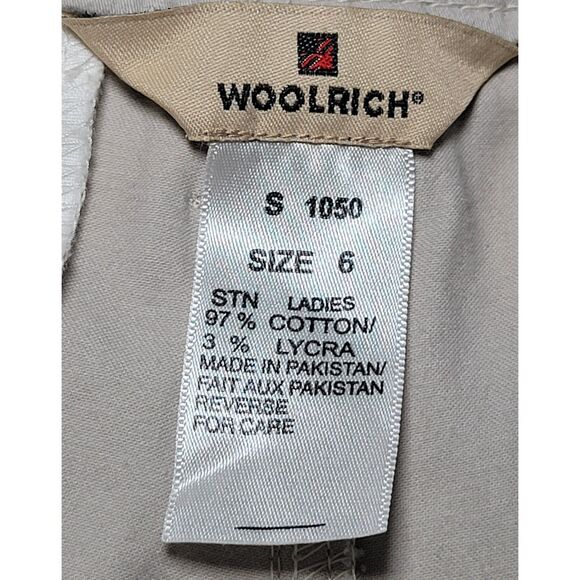 WOOLRICH®
S 1050
SIZE 6
STN LADIES
97% COTTON/
3 % LYCRA
MADE IN PAKISTAN/
FAIT AUX PAKISTAN
REVERSE
FOR CARE